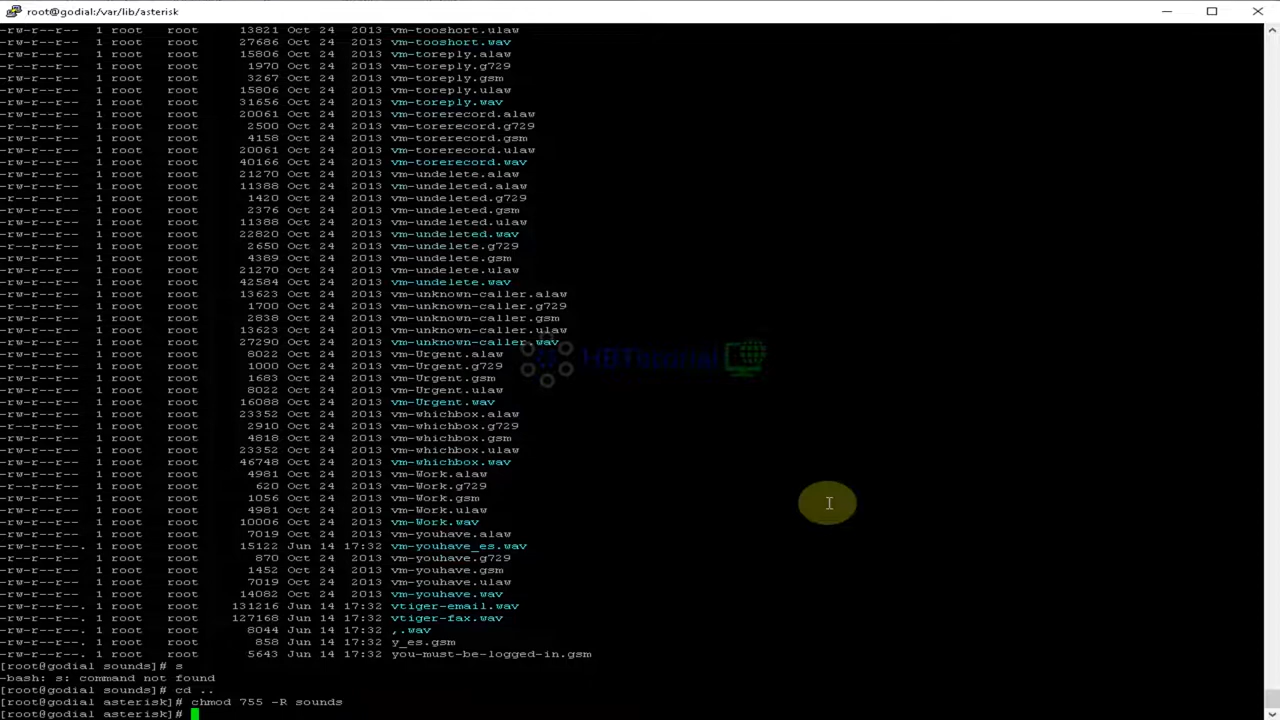 root@godial:/var/lib/asterisk
-rw-r--r-- 1 root root 13821 Oct 24 2013 vm-tooshort.ulaw
-rw-r--r-- 1 root root 27686 Oct 24 2013 vm-tooshort.wav
-rw-r--r-- 1 root root 15806 Oct 24 2013 vm-toreply.alaw
-r--r--r-- 1 root root 1970 Oct 24 2013 vm-toreply.g729
-rw-r--r-- 1 root root 3267 Oct 24 2013 vm-toreply.gsm
-rw-r--r-- 1 root root 15806 Oct 24 2013 vm-toreply.ulaw
-rw-r--r-- 1 root root 31656 Oct 24 2013 vm-toreply.wav
-rw-r--r-- 1 root root 20061 Oct 24 2013 vm-torerecord.alaw
-r--r--r-- 1 root root 2500 Oct 24 2013 vm-torerecord.g729
-rw-r--r-- 1 root root 4158 Oct 24 2013 vm-torerecord.gsm
-rw-r--r-- 1 root root 20061 Oct 24 2013 vm-torerecord.ulaw
-rw-r--r-- 1 root root 40166 Oct 24 2013 vm-torerecord.wav
-rw-r--r-- 1 root root 21270 Oct 24 2013 vm-undelete.alaw
-rw-r--r-- 1 root root 11388 Oct 24 2013 vm-undeleted.alaw
-r--r--r-- 1 root root 1420 Oct 24 2013 vm-undeleted.g729
-rw-r--r-- 1 root root 2376 Oct 24 2013 vm-undeleted.gsm
-rw-r--r-- 1 root root 11388 Oct 24 2013 vm-undeleted.ulaw
-rw-r--r-- 1 root root 22820 Oct 24 2013 vm-undeleted.wav
-r--r--r-- 1 root root 2650 Oct 24 2013 vm-undelete.g729
-rw-r--r-- 1 root root 4389 Oct 24 2013 vm-undelete.gsm
-rw-r--r-- 1 root root 21270 Oct 24 2013 vm-undelete.ulaw
-rw-r--r-- 1 root root 42584 Oct 24 2013 vm-undelete.wav
-rw-r--r-- 1 root root 13623 Oct 24 2013 vm-unknown-caller.alaw
-r--r--r-- 1 root root 1700 Oct 24 2013 vm-unknown-caller.g729
-rw-r--r-- 1 root root 2838 Oct 24 2013 vm-unknown-caller.gsm
-rw-r--r-- 1 root root 13623 Oct 24 2013 vm-unknown-caller.ulaw
-rw-r--r-- 1 root root 27290 Oct 24 2013 vm-unknown-caller.wav
-rw-r--r-- 1 root root 8022 Oct 24 2013 vm-Urgent.alaw
HBTutorial
-r--r--r-- 1 root root 1000 Oct 24 2013 vm-Urgent.g729
-rw-r--r-- 1 root root 1683 Oct 24 2013 vm-Urgent.gsm
-rw-r--r-- 1 root root 8022 Oct 24 2013 vm-Urgent.ulaw
-rw-r--r-- 1 root root 16088 Oct 24 2013 vm-Urgent.wav
-rw-r--r-- 1 root root 23352 Oct 24 2013 vm-whichbox.alaw
-r--r--r-- 1 root root 2910 Oct 24 2013 vm-whichbox.g729
-rw-r--r-- 1 root root 4818 Oct 24 2013 vm-whichbox.gsm
-rw-r--r-- 1 root root 23352 Oct 24 2013 vm-whichbox.ulaw
-rw-r--r-- 1 root root 46748 Oct 24 2013 vm-whichbox.wav
-rw-r--r-- 1 root root 4981 Oct 24 2013 vm-Work.alaw
-r--r--r-- 1 root root 620 Oct 24 2013 vm-Work.g729
-rw-r--r-- 1 root root 1056 Oct 24 2013 vm-Work.gsm
-rw-r--r-- 1 root root 4981 Oct 24 2013 vm-Work.ulaw
-rw-r--r-- 1 root root 10006 Oct 24 2013 vm-Work.wav
-rw-r--r-- 1 root root 7019 Oct 24 2013 vm-youhave.alaw
-rw-r--r--. 1 root root 15122 Jun 14 17:32 vm-youhave_es.wav
-r--r--r-- 1 root root 870 Oct 24 2013 vm-youhave.g729
-rw-r--r-- 1 root root 1452 Oct 24 2013 vm-youhave.gsm
-rw-r--r-- 1 root root 7019 Oct 24 2013 vm-youhave.ulaw
-rw-r--r-- 1 root root 14082 Oct 24 2013 vm-youhave.wav
-rw-r--r--. 1 root root 131216 Jun 14 17:32 vtiger-email.wav
-rw-r--r--. 1 root root 127168 Jun 14 17:32 vtiger-fax.wav
-rw-r--r--. 1 root root 8044 Jun 14 17:32 ,.wav
-rw-r--r--. 1 root root 858 Jun 14 17:32 y_es.gsm
-rw-r--r--. 1 root root 5643 Jun 14 17:32 you-must-be-logged-in.gsm
[root@godial sounds]# s
-bash: s: command not found
[root@godial sounds]# cd ..
[root@godial asterisk]# chmod 755 -R sounds
[root@godial asterisk]#